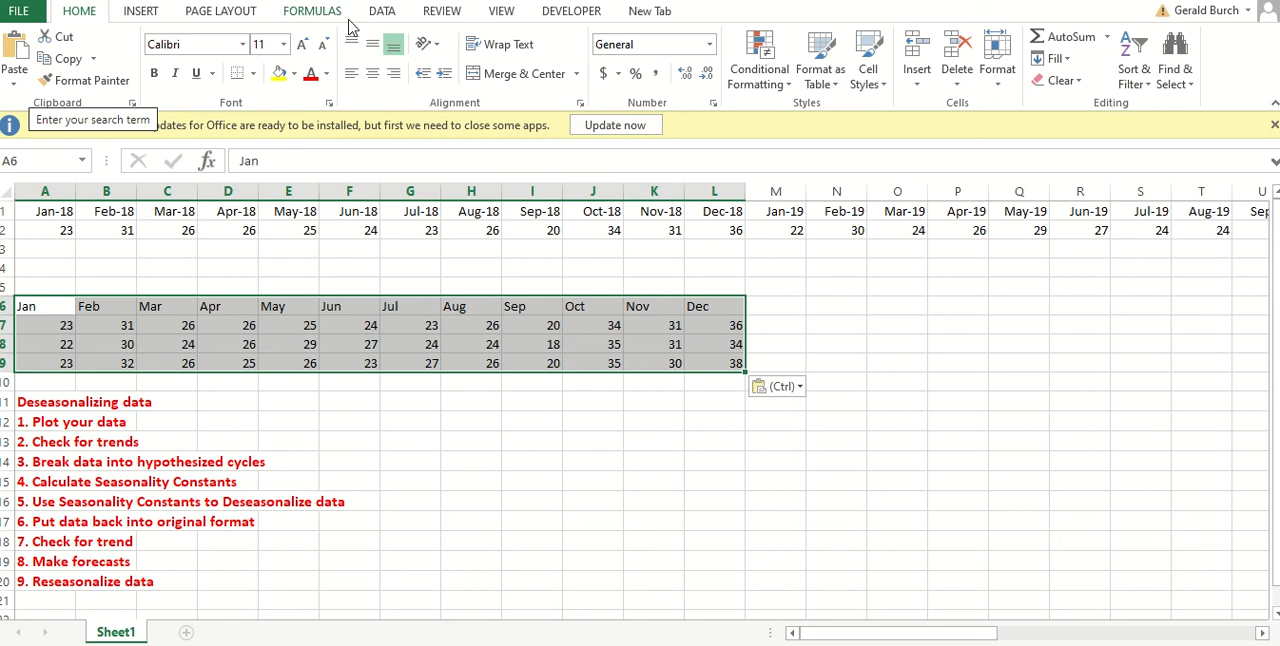 FILE HOME INSERT PAGE LAYOUT FORMULAS DATA REVIEW VIEW DEVELOPER New Tab Gerald Burch
Paste Cut Copy Format Painter Clipboard
Calibri 11 A A B I U A Font
Wrap Text Merge & Center Alignment
General $ % , .00 Number
Conditional Formatting Format as Table Cell Styles Styles
Insert Delete Format Cells
AutoSum Fill Clear Sort & Filter Find & Select Editing
Enter your search term
dates for Office are ready to be installed, but first we need to close some apps. Update now
A6 fx Jan
A B C D E F G H I J K L M N O P Q R S T U
1 Jan-18 Feb-18 Mar-18 Apr-18 May-18 Jun-18 Jul-18 Aug-18 Sep-18 Oct-18 Nov-18 Dec-18 Jan-19 Feb-19 Mar-19 Apr-19 May-19 Jun-19 Jul-19 Aug-19 Sep
2 23 31 26 26 25 24 23 26 20 34 31 36 22 30 24 26 29 27 24 24
3
4
5
6 Jan Feb Mar Apr May Jun Jul Aug Sep Oct Nov Dec
7 23 31 26 26 25 24 23 26 20 34 31 36
8 22 30 24 26 29 27 24 24 18 35 31 34
9 23 32 26 25 26 23 27 26 20 35 30 38
10 (Ctrl)
11 Deseasonalizing data
12 1. Plot your data
13 2. Check for trends
14 3. Break data into hypothesized cycles
15 4. Calculate Seasonality Constants
16 5. Use Seasonality Constants to Deseasonalize data
17 6. Put data back into original format
18 7. Check for trend
19 8. Make forecasts
20 9. Reseasonalize data
21
Sheet1